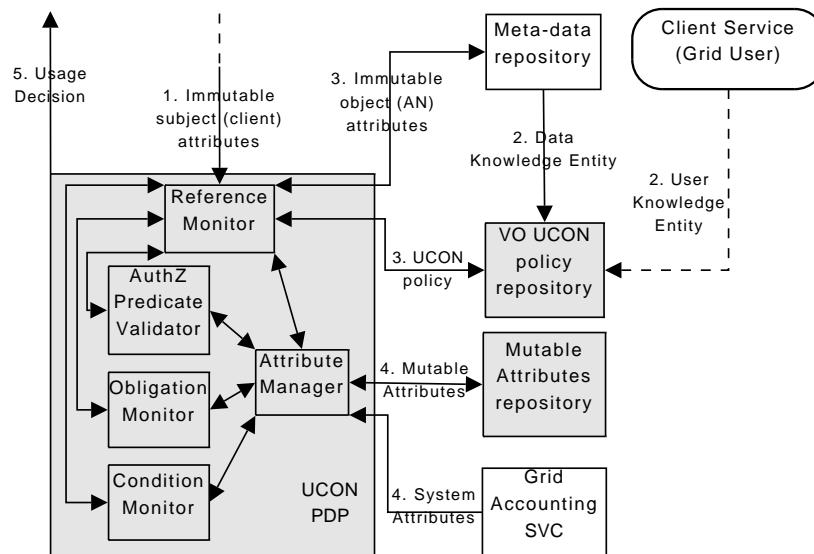 5. Usage
Decision
1. Immutable
subject (client)
attributes
3. Immutable
object (AN)
attributes
Meta-data
repository
Client Service
(Grid User)
2. Data
Knowledge Entity
2. User
Knowledge
Entity
Reference
Monitor
3. UCON
policy
VO UCON
policy
repository
AuthZ
Predicate
Validator
Attribute
Manager
4. Mutable
Attributes
Mutable
Attributes
repository
Obligation
Monitor
Condition
Monitor
UCON
PDP
4. System
Attributes
Grid
Accounting
SVC